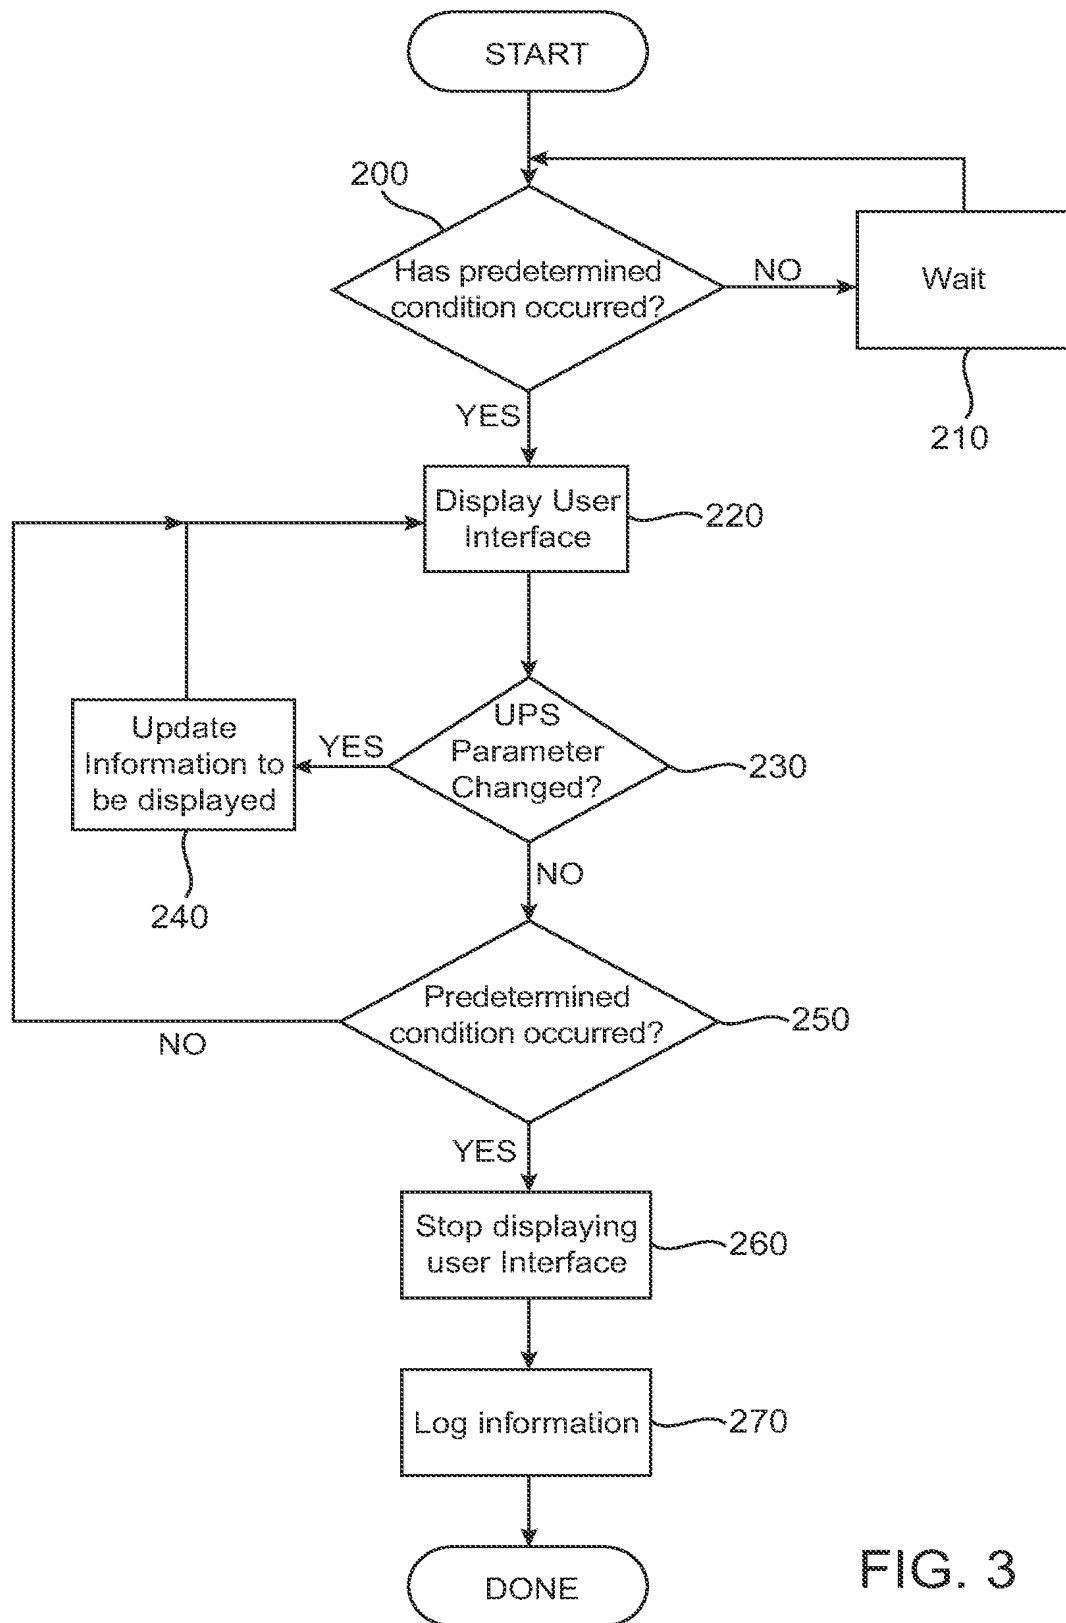 START
200
Has predetermined
condition occurred?
NO
Wait
210
YES
Display User
Interface
220
UPS
Parameter
Changed?
230
YES
Update
Information to
be displayed
240
NO
Predetermined
condition occurred?
250
NO
YES
Stop displaying
user Interface
260
Log information
270
DONE
FIG. 3